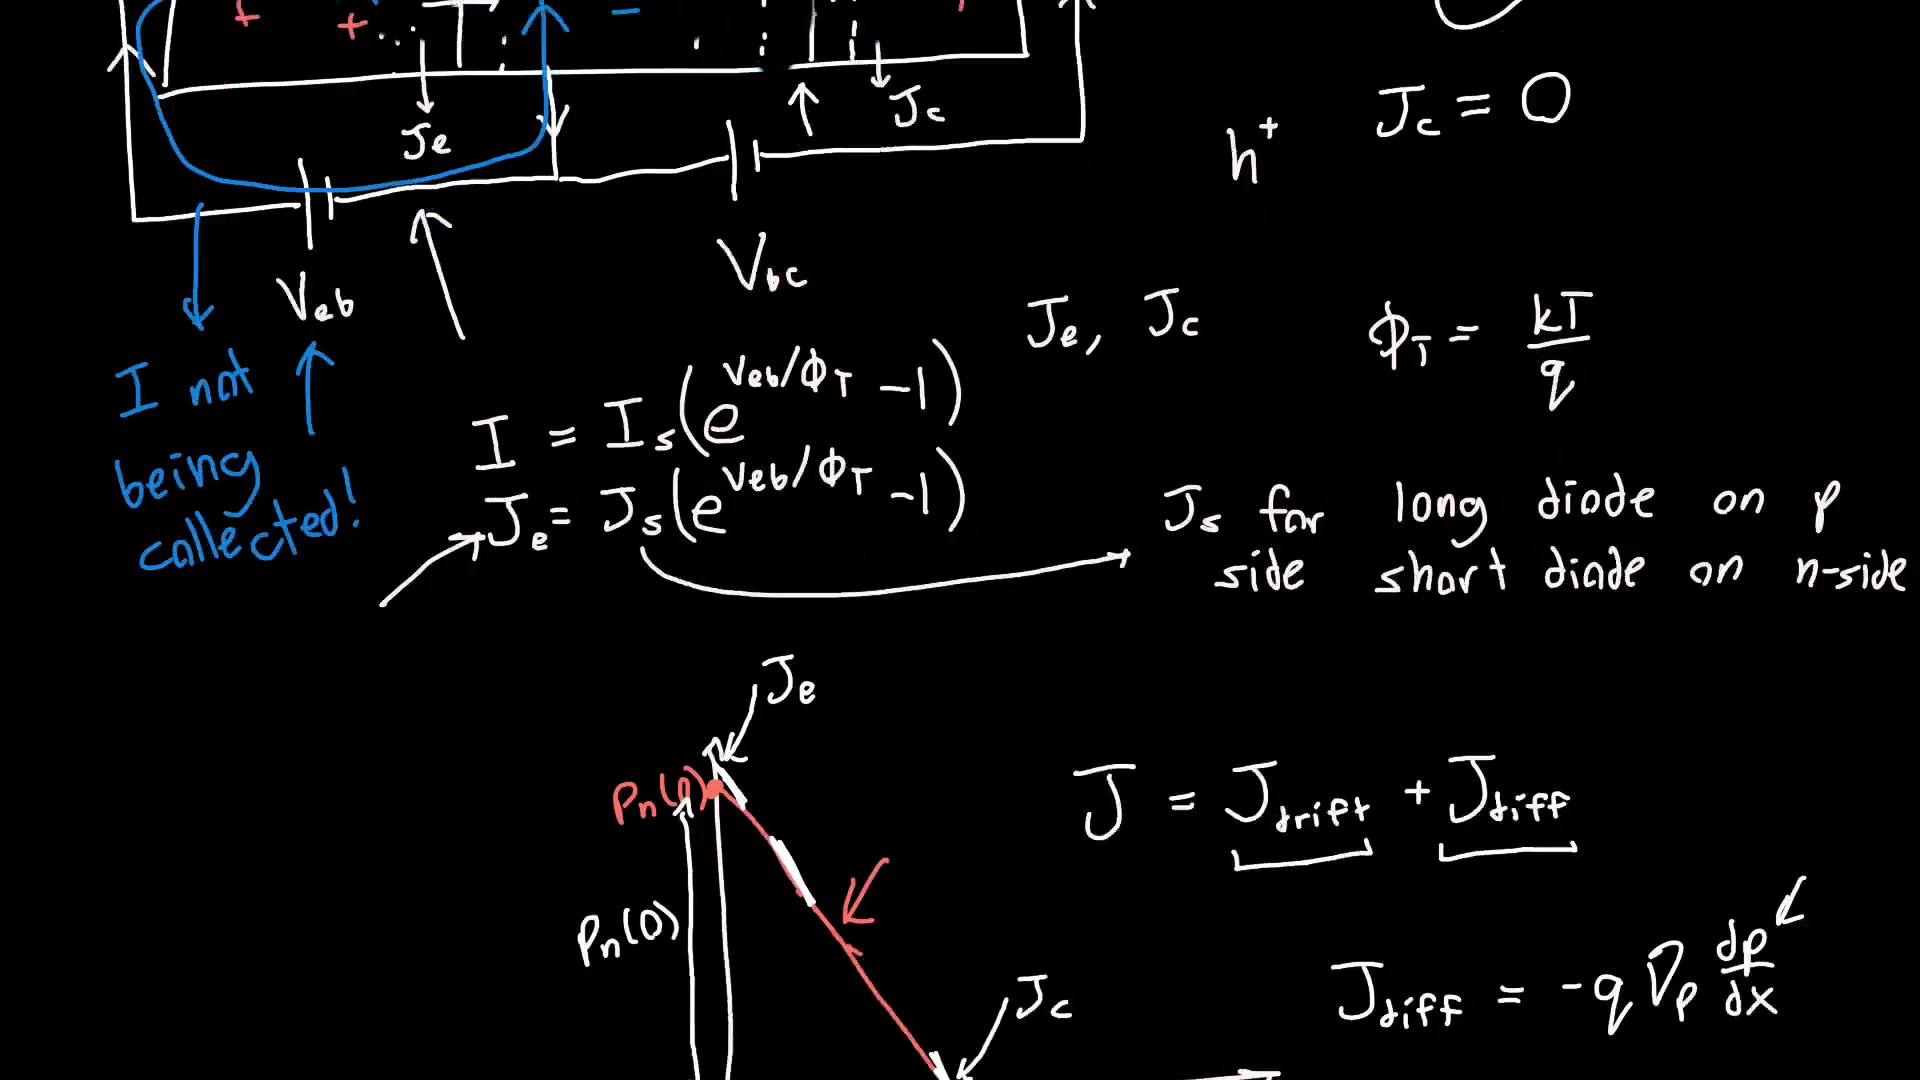 + + -
Je
Jc
h⁺
Jc = 0
Veb
Vbc
Je, Jc
ϕT = kT/q
I not
being
collected!
I = Is(e^(Veb/ϕT) -1)
Je = Js(e^(Veb/ϕT) -1)
Js for long diode on p
side short diode on n-side
Je
Pn(0)
J = Jdrift + Jdiff
Pn(0)
Jc
Jdiff = -q Dp dp/dx